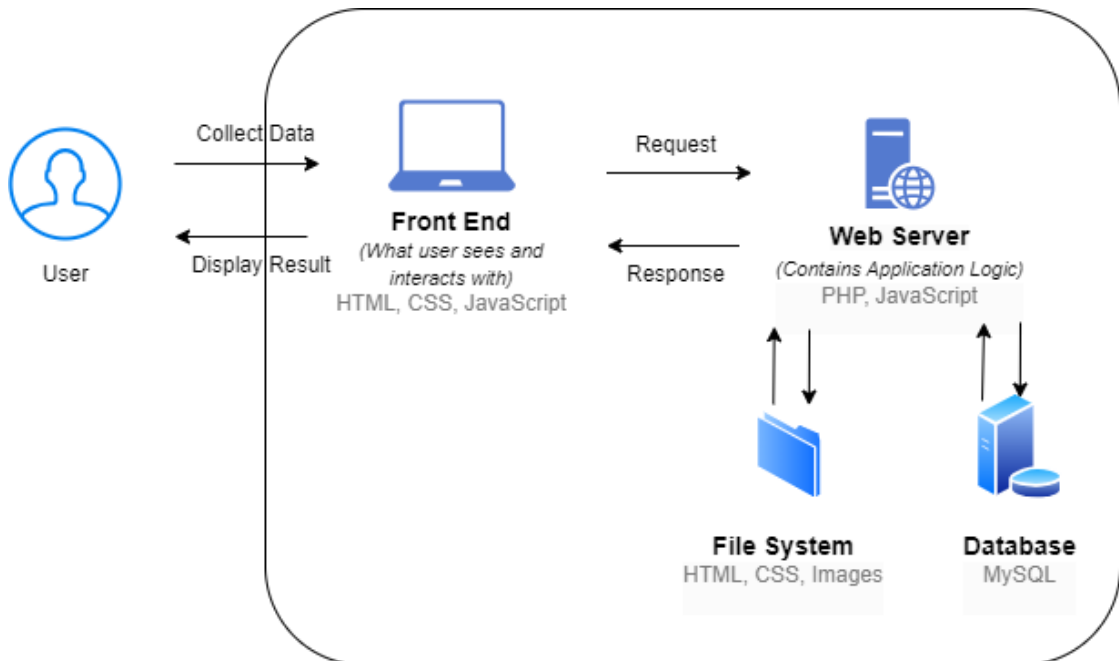 Collect Data
Request
Front End
(What user sees and
interacts with)
HTML, CSS, JavaScript
Web Server
(Contains Application Logic)
PHP, JavaScript
User
Display Result
Response
File System
HTML, CSS, Images
Database
MySQL